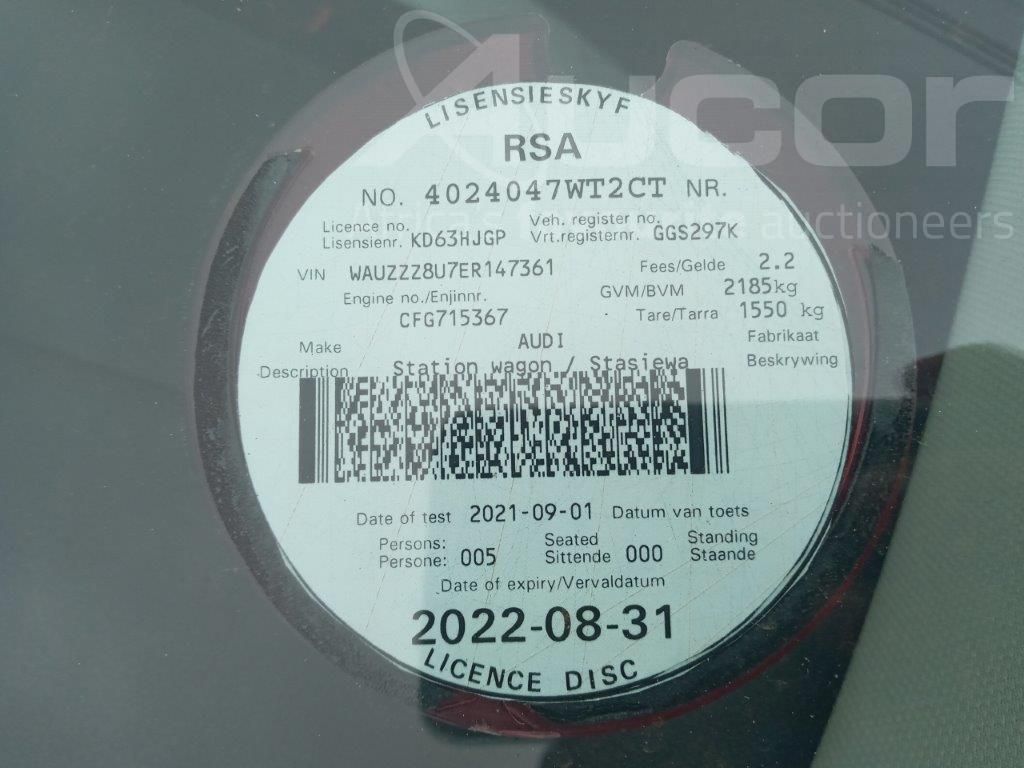 Aucor
Africa's favourite auctioneers
LISENSIESKYF
RSA
NO. 4024047WT2CT NR.
Licence no. Veh. register no.
Lisensienr. KD63HJGP Vrt.registernr. GGS297K
VIN WAUZZZ8U7ER147361 Fees/Gelde 2.2
Engine no./Enjinnr. GVM/BVM 2185kg
CFG715367 Tare/Tarra 1550 kg
Make AUDI Fabrikaat
Description Station wagon / Stasiewa Beskrywing
Date of test 2021-09-01 Datum van toets
Persons: Seated Standing
Persone: 005 Sittende 000 Staande
Date of expiry/Vervaldatum
2022-08-31
LICENCE DISC